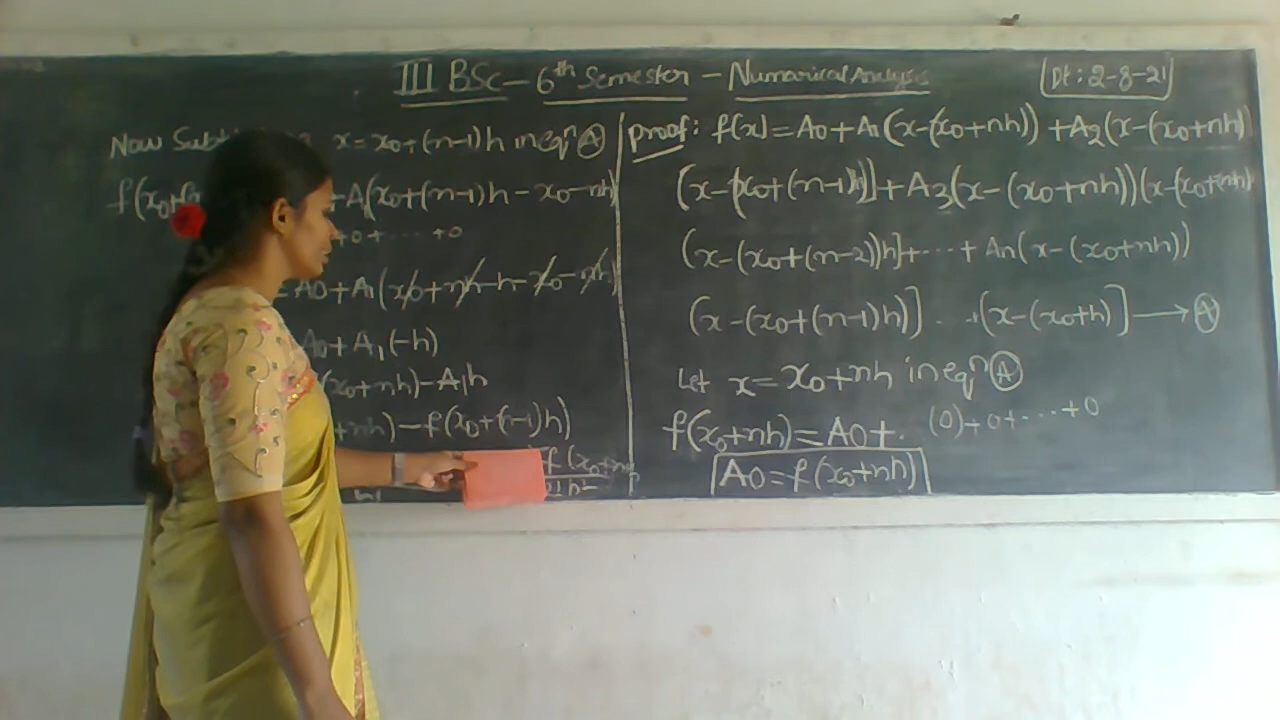 III BSc - 6th Semester - Numarical Analysis
Dt: 2-8-21
Now x = x0+(n-1)h in eqn A
+A(x0+(n-1)h - x0-nh)
+0+ ..... +0
= A0+A1(x0+nh-h-x0-nh)
A0+A1(-h)
(x0+nh)-A1h
+nh)-f(x0+(n-1)h)
proof: f(x) = A0+A1(x-(x0+nh)) +A2(x-(x0+nh)
(x-(x0+(n-1)h)]+A3(x-(x0+nh))(x-(x0+nh)
(x-(x0+(n-2))h]+....+ An(x-(x0+nh))
(x-(x0+(n-1)h)] ...+(x-(x0+h)] → A
Let x = x0+nh in eqn A
f(x0+nh) = A0+. (0)+0+....+0
A0 = f(x0+nh)